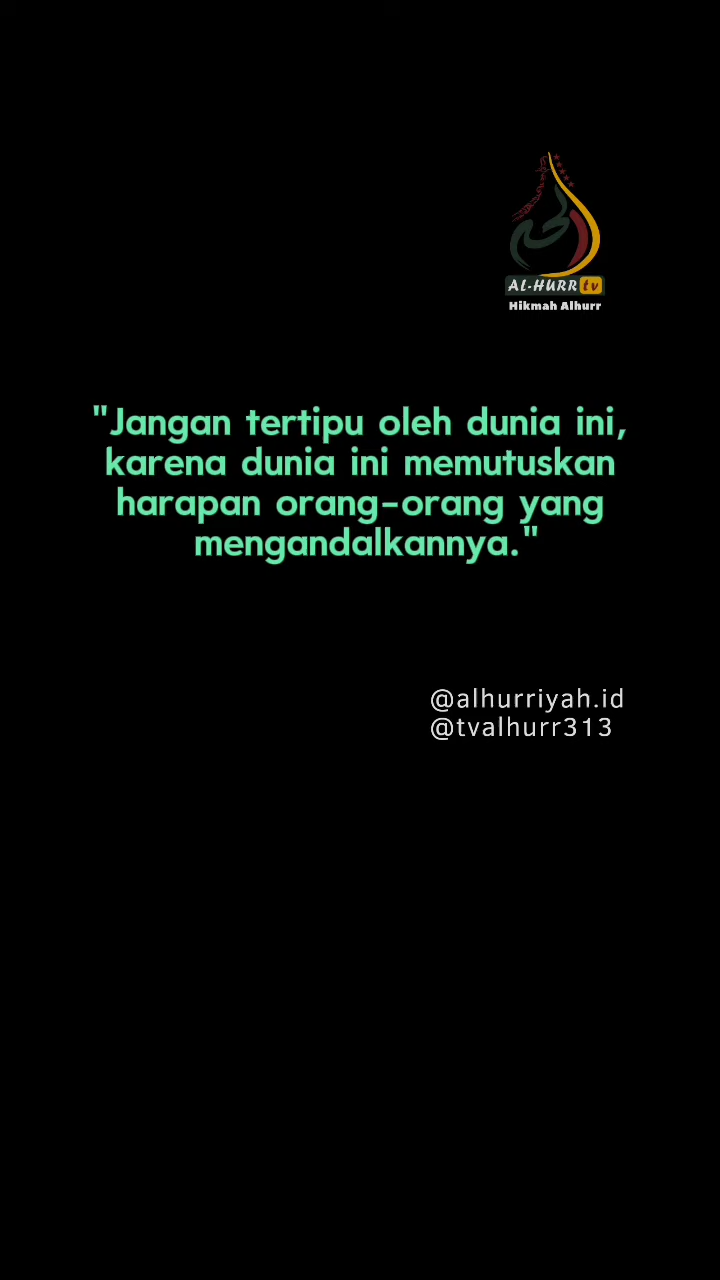 AL-HURR tv
Hikmah Alhurr
"Jangan tertipu oleh dunia ini,
karena dunia ini memutuskan
harapan orang-orang yang
mengandalkannya."
@alhurriyah.id
@tvalhurr313